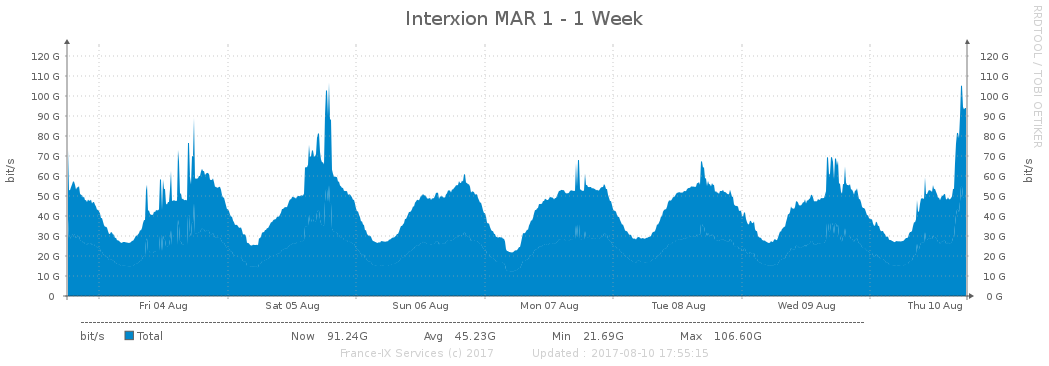 Interxion MAR 1 - 1 Week
RRDTOOL / TOBI OETIKER
bit/s
120 G 120 G
110 G 110 G
100 G 100 G
90 G 90 G
80 G 80 G
70 G 70 G
60 G 60 G
50 G 50 G
40 G 40 G
30 G 30 G
20 G 20 G
10 G 10 G
0 0 G
bit/s
Fri 04 Aug Sat 05 Aug Sun 06 Aug Mon 07 Aug Tue 08 Aug Wed 09 Aug Thu 10 Aug
bit/s Total Now 91.24G Avg 45.23G Min 21.69G Max 106.60G
France-IX Services (c) 2017 Updated : 2017-08-10 17:55:15